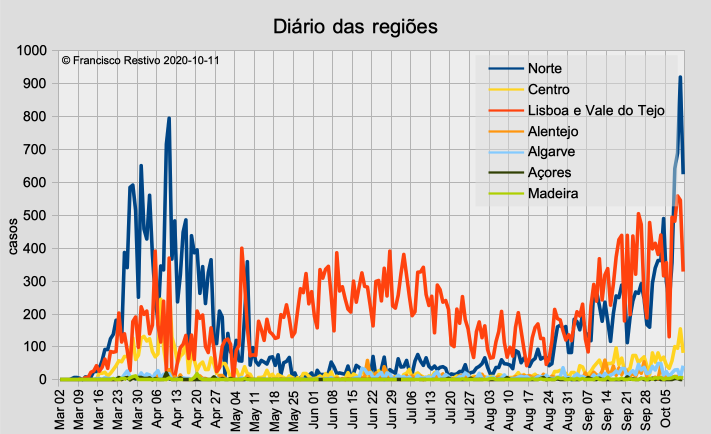 Diário das regiões
© Francisco Restivo 2020-10-11
Norte
Centro
Lisboa e Vale do Tejo
Alentejo
Algarve
Açores
Madeira
casos
1000
900
800
700
600
500
400
300
200
100
0
Mar 02
Mar 09
Mar 16
Mar 23
Mar 30
Apr 06
Apr 13
Apr 20
Apr 27
May 04
May 11
May 18
May 25
Jun 01
Jun 08
Jun 15
Jun 22
Jun 29
Jul 06
Jul 13
Jul 20
Jul 27
Aug 03
Aug 10
Aug 17
Aug 24
Aug 31
Sep 07
Sep 14
Sep 21
Sep 28
Oct 05